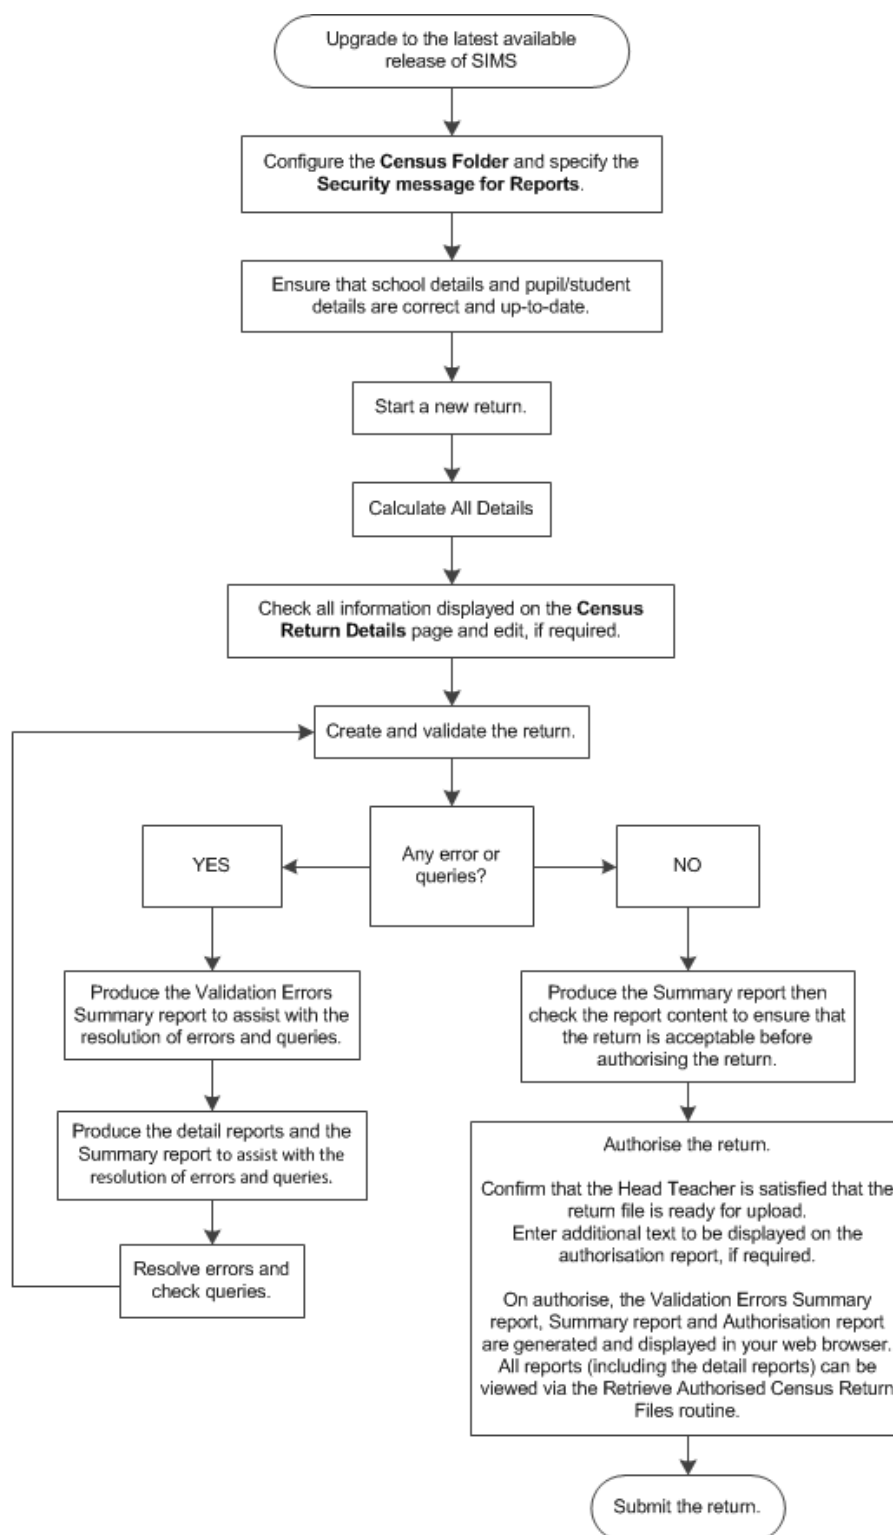 Upgrade to the latest available
release of SIMS
Configure the Census Folder and specify the
Security message for Reports.
Ensure that school details and pupil/student
details are correct and up-to-date.
Start a new return.
Calculate All Details
Check all information displayed on the Census
Return Details page and edit, if required.
Create and validate the return.
Any error or
queries?
YES
NO
Produce the Validation Errors
Summary report to assist with the
resolution of errors and queries.
Produce the detail reports and the
Summary report to assist with the
resolution of errors and queries.
Resolve errors and
check queries.
Produce the Summary report then
check the report content to ensure that
the return is acceptable before
authorising the return.
Authorise the return.
Confirm that the Head Teacher is satisfied that the
return file is ready for upload.
Enter additional text to be displayed on the
authorisation report, if required.
On authorise, the Validation Errors Summary
report, Summary report and Authorisation report
are generated and displayed in your web browser.
All reports (including the detail reports) can be
viewed via the Retrieve Authorised Census Return
Files routine.
Submit the return.